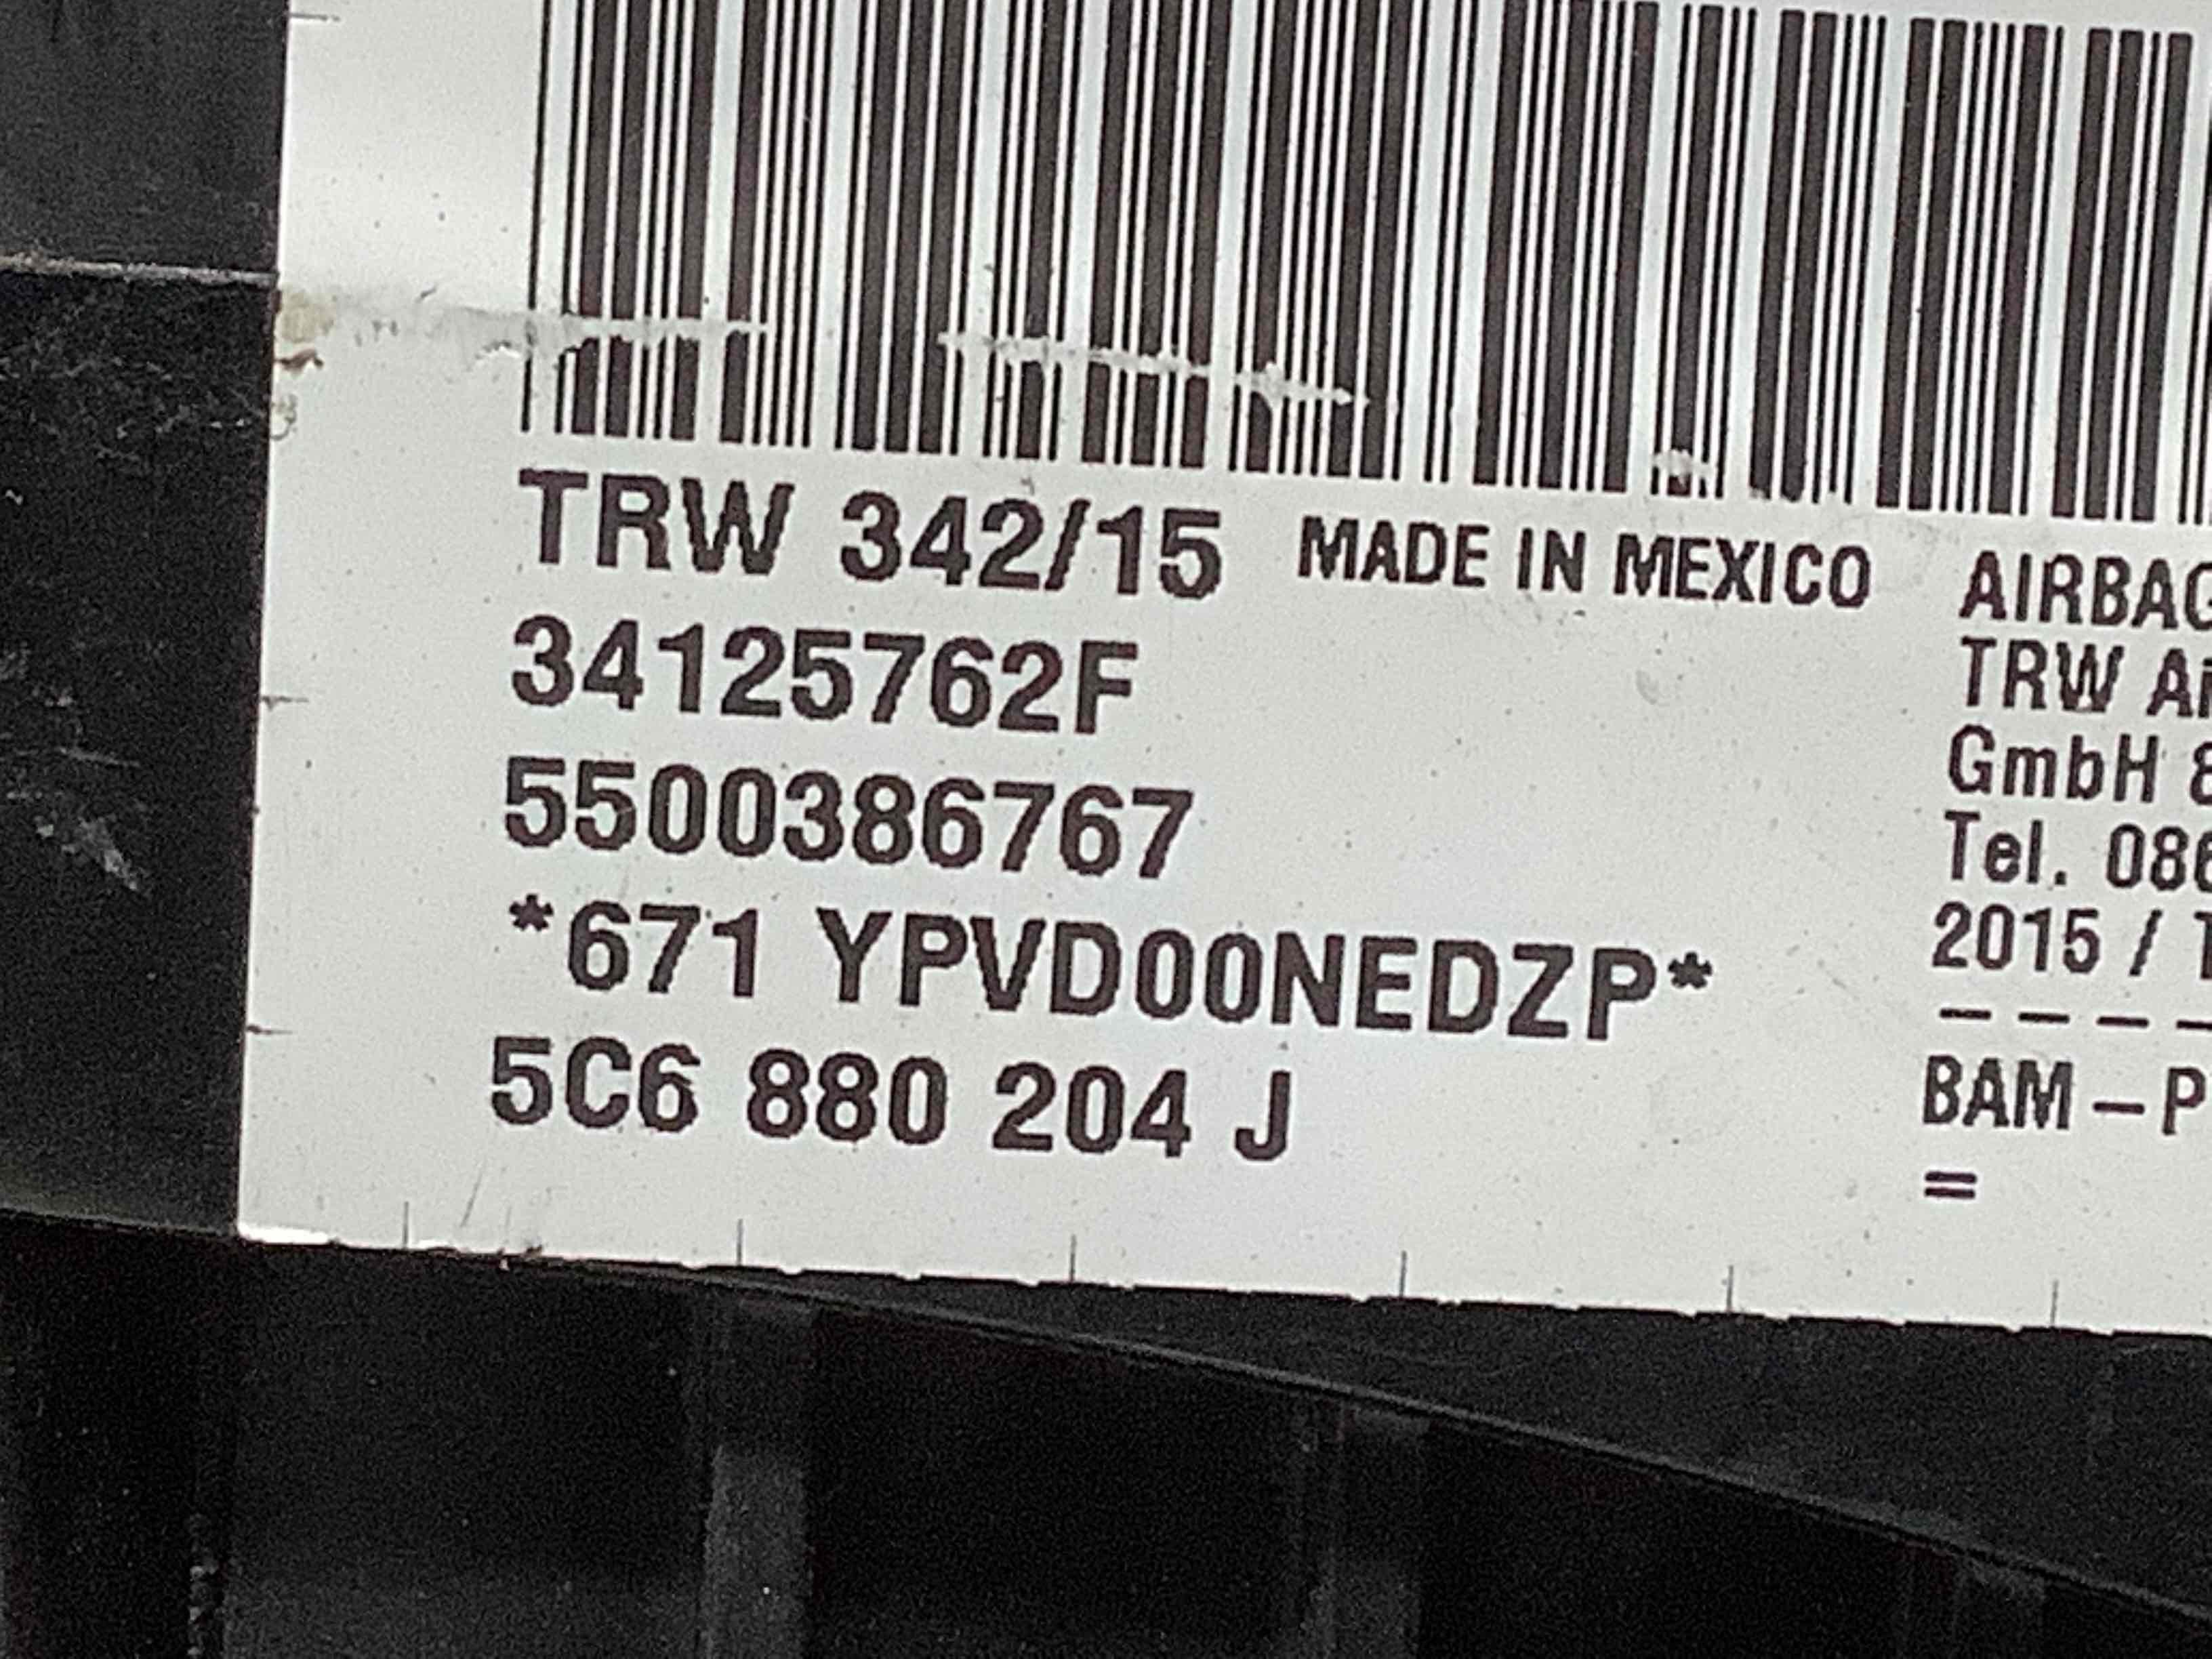 TRW 342/15 MADE IN MEXICO
34125762F
5500386767
*671 YPVD00NEDZP*
5C6 880 204 J
AIRBAG
TRW
GmbH
Tel. 086
2015 /
BAM-P
=